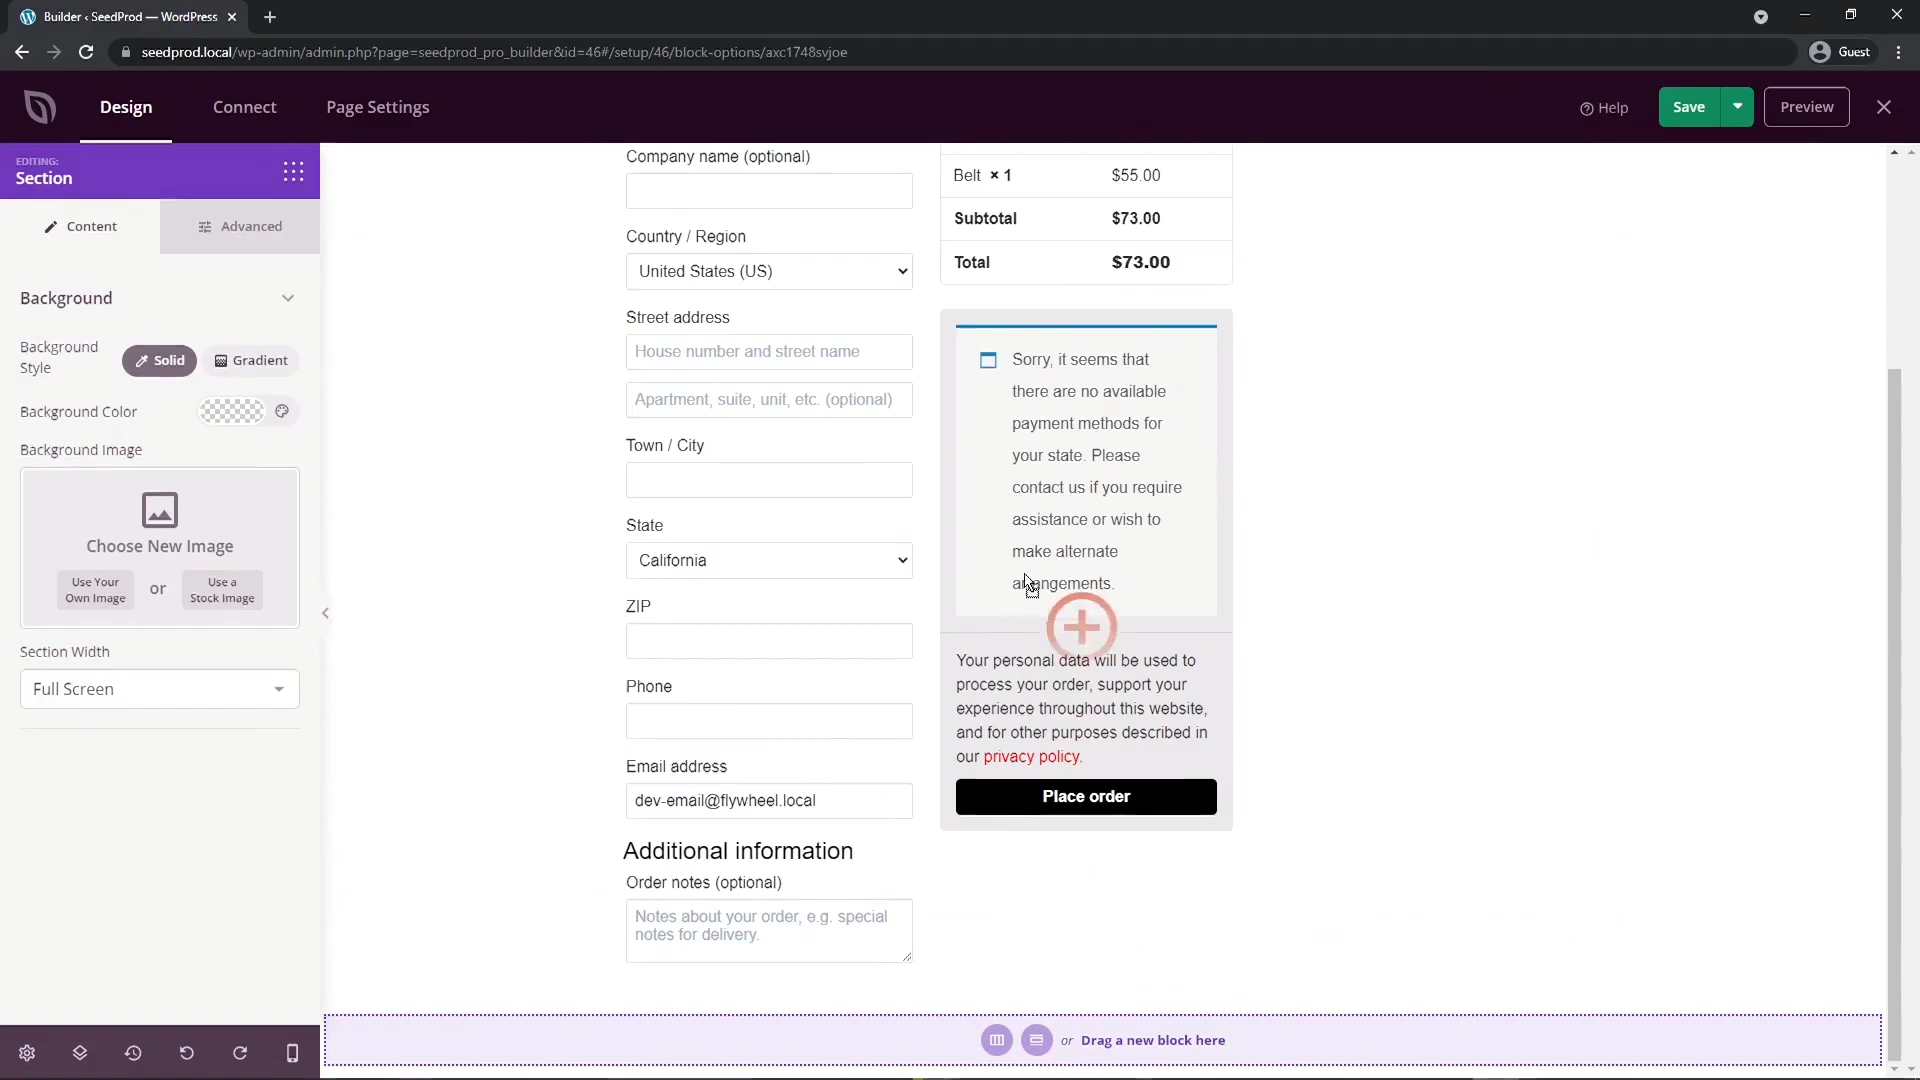 Builder ‹ SeedProd — WordPress
seedprod.local/wp-admin/admin.php?page=seedprod_pro_builder&id=46#/setup/46/block-options/axc1748svjoe
Guest
Design
Connect
Page Settings
Help
Save
Preview
EDITING:
Section
Content
Advanced
Background
Background
Style
Solid
Gradient
Background Color
Background Image
Choose New Image
Use Your
Own Image
or
Use a
Stock Image
Section Width
Full Screen
Company name (optional)
Country / Region
United States (US)
Street address
House number and street name
Apartment, suite, unit, etc. (optional)
Town / City
State
California
ZIP
Phone
Email address
dev-email@flywheel.local
Additional information
Order notes (optional)
Notes about your order, e.g. special
notes for delivery.
Belt × 1 $55.00
Subtotal $73.00
Total $73.00
Sorry, it seems that
there are no available
payment methods for
your state. Please
contact us if you require
assistance or wish to
make alternate
arrangements.
Your personal data will be used to
process your order, support your
experience throughout this website,
and for other purposes described in
our privacy policy.
Place order
or Drag a new block here